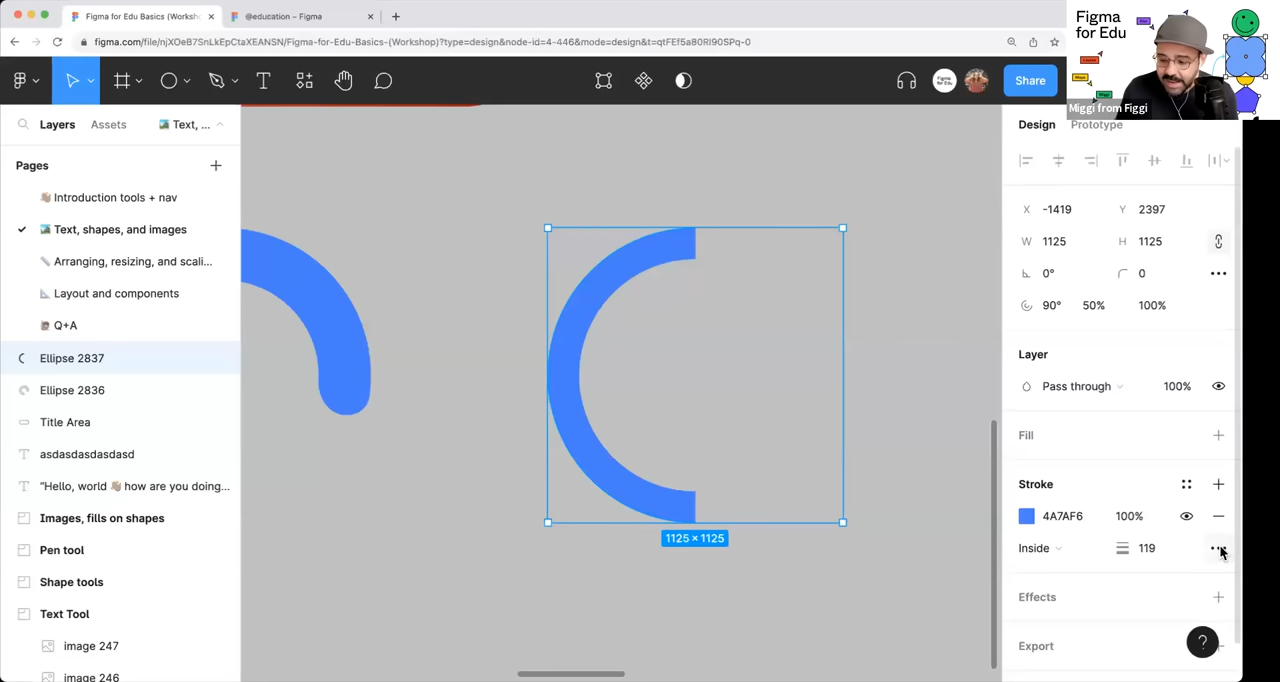 Figma for Edu Basics (Worksh
@education – Figma
figma.com/file/njXOeB7SnLkEpCtaXEANSN/Figma-for-Edu-Basics-(Workshop)?type=design&node-id=4-446&mode=design&t=qtFEf5a80RI90SPq-0
Figma
for Edu
Miggi from Figgi
Share
Layers
Assets
Text, ...
Design
Prototype
Pages
Introduction tools + nav
Text, shapes, and images
Arranging, resizing, and scali...
Layout and components
Q+A
Ellipse 2837
Ellipse 2836
Title Area
asdasdasdasdasd
"Hello, world 👋🏽 how are you doing...
Images, fills on shapes
Pen tool
Shape tools
Text Tool
image 247
image 246
1125 × 1125
X -1419 Y 2397
W 1125 H 1125
0° 0
90° 50% 100%
Layer
Pass through 100%
Fill
Stroke
4A7AF6 100%
Inside 119
Effects
Export
?